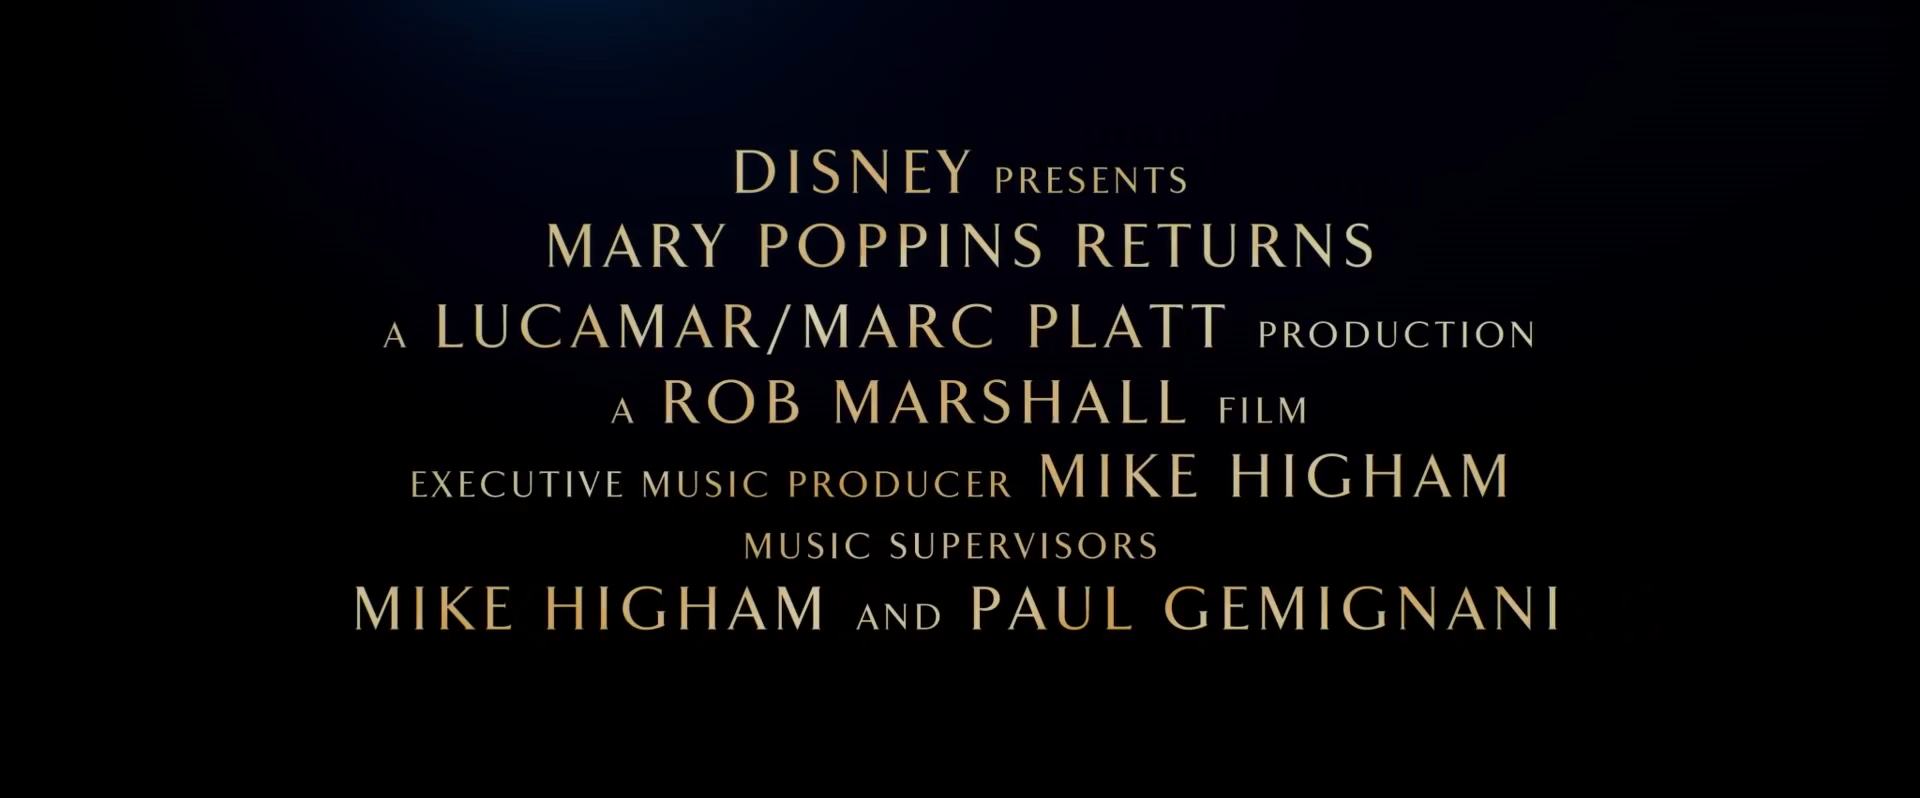 DISNEY PRESENTS
MARY POPPINS RETURNS
A LUCAMAR/MARC PLATT PRODUCTION
A ROB MARSHALL FILM
EXECUTIVE MUSIC PRODUCER MIKE HIGHAM
MUSIC SUPERVISORS
MIKE HIGHAM AND PAUL GEMIGNANI